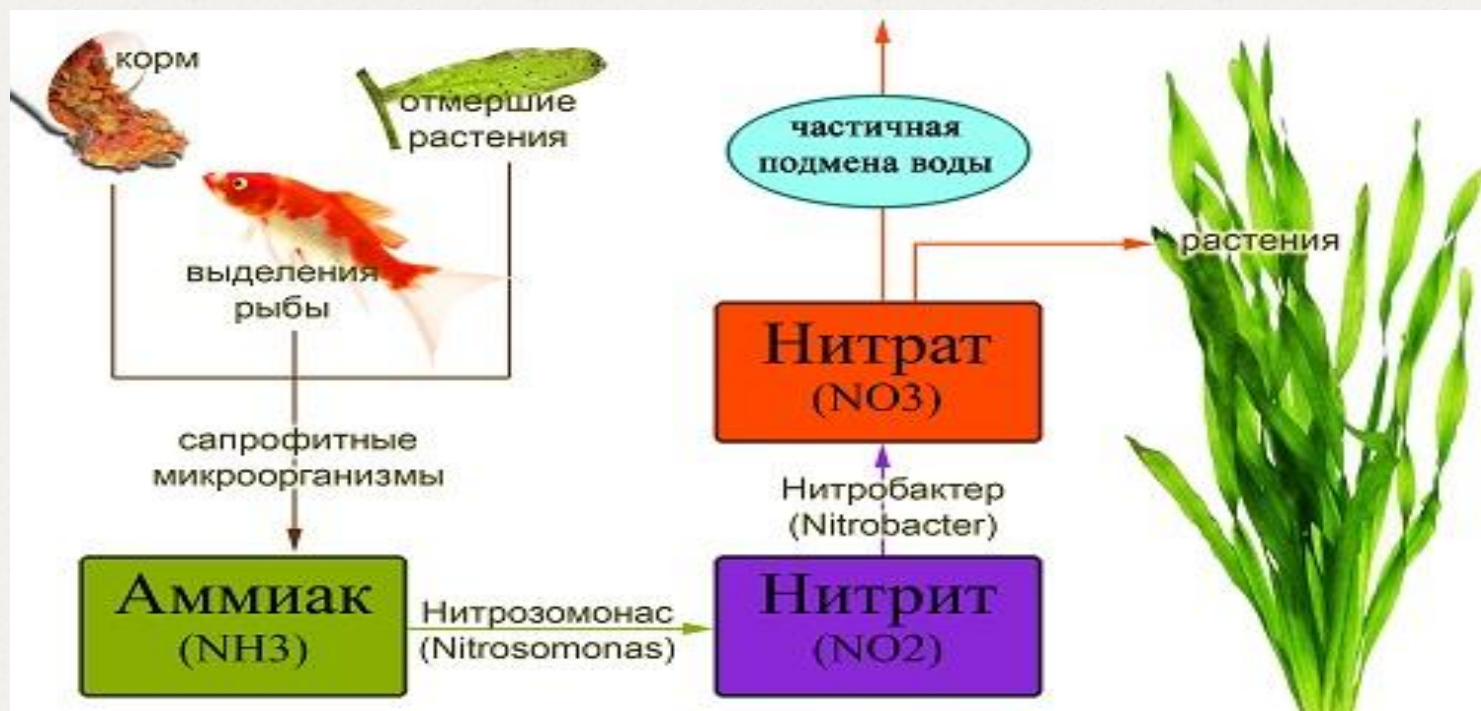 корм
отмершие
растения
выделения
рыбы
сапрофитные
микроорганизмы
Аммиак
(NH3)
Нитрозомонас
(Nitrosomonas)
Нитрит
(NO2)
Нитробактер
(Nitrobacter)
Нитрат
(NO3)
частичная
подмена воды
растения